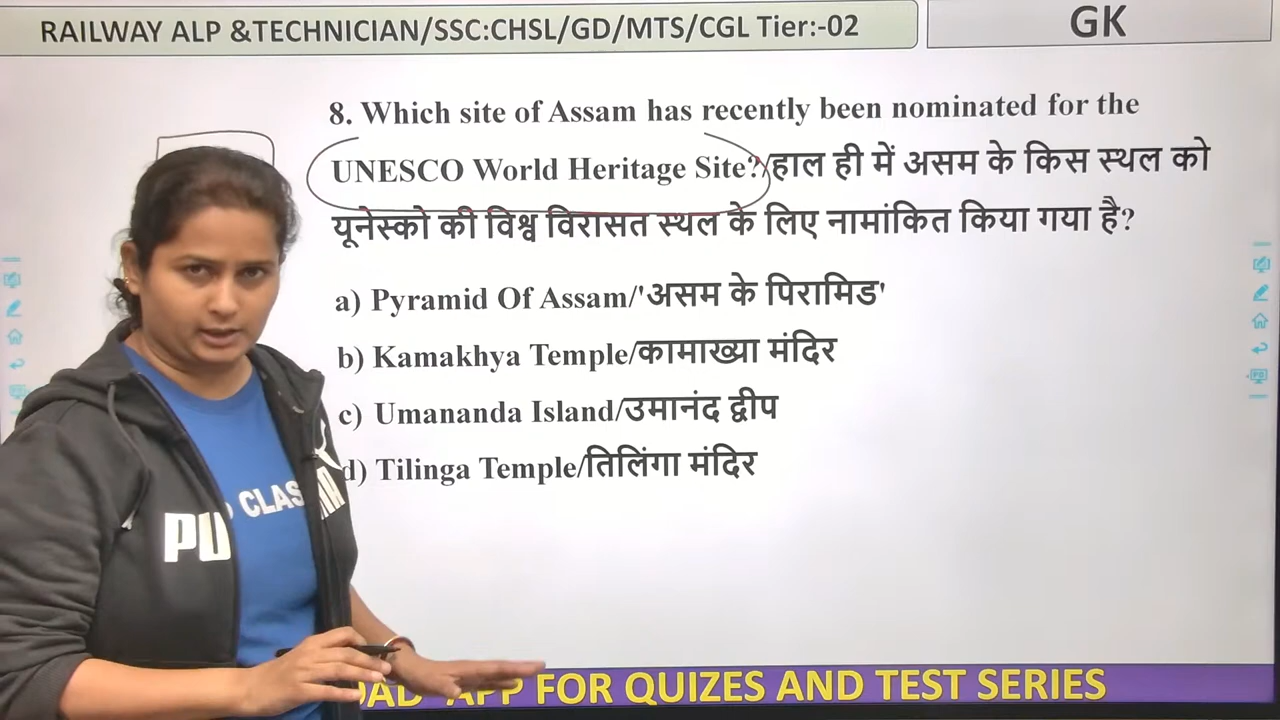 RAILWAY ALP &TECHNICIAN/SSC:CHSL/GD/MTS/CGL Tier:-02
GK
8. Which site of Assam has recently been nominated for the
UNESCO World Heritage Site?/हाल ही में असम के किस स्थल को
यूनेस्को की विश्व विरासत स्थल के लिए नामांकित किया गया है?
a) Pyramid Of Assam/'असम के पिरामिड'
b) Kamakhya Temple/कामाख्या मंदिर
c) Umananda Island/उमानंद द्वीप
d) Tilinga Temple/तिलिंगा मंदिर
CLAS
PU
APP FOR QUIZES AND TEST SERIES